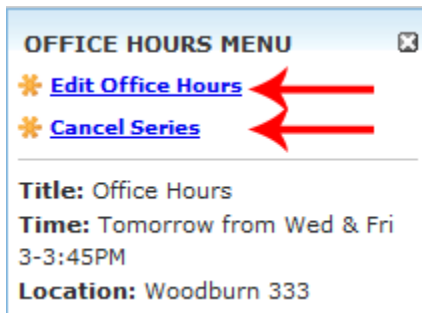 OFFICE HOURS MENU
Edit Office Hours
Cancel Series
Title: Office Hours
Time: Tomorrow from Wed & Fri
3-3:45PM
Location: Woodburn 333